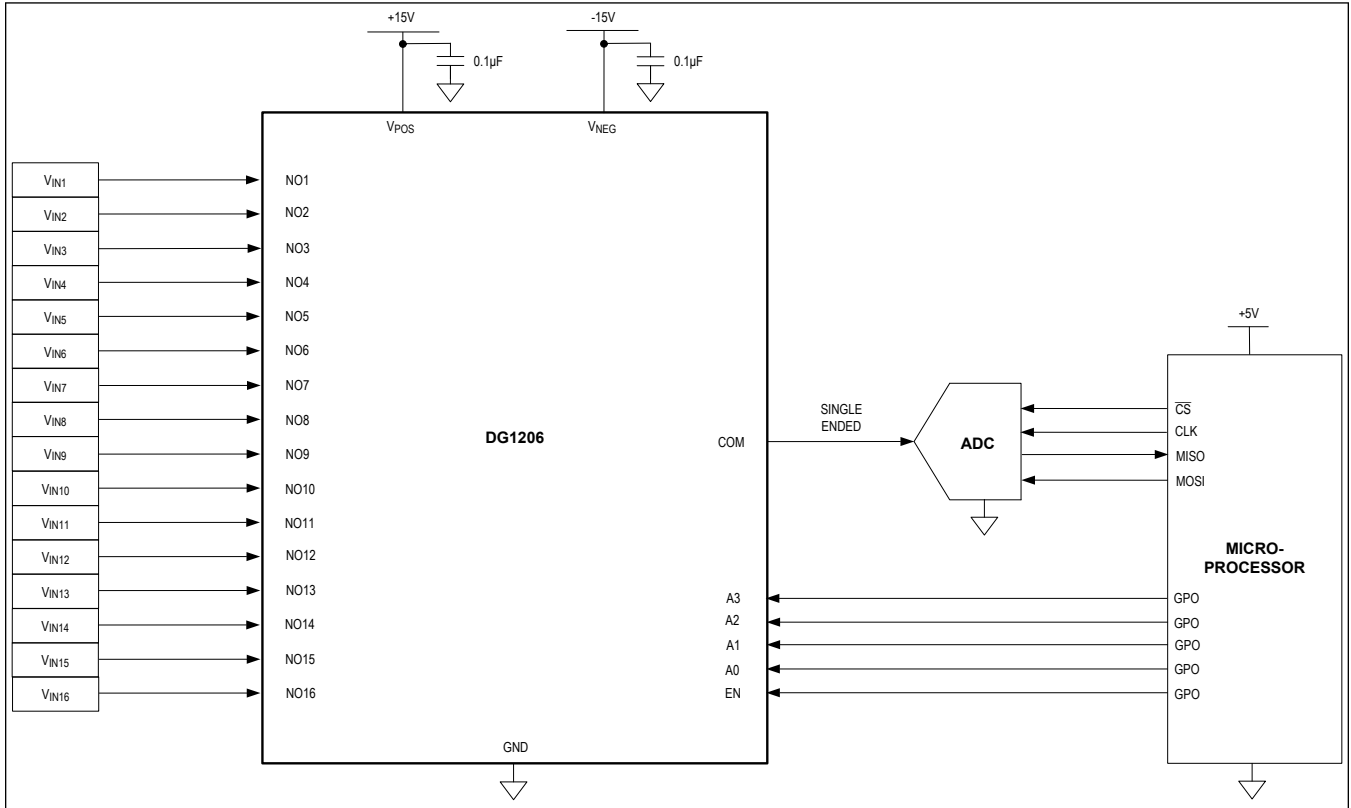 +15V
-15V
0.1µF
0.1µF
VPOS
VNEG
VIN1
NO1
VIN2
NO2
VIN3
NO3
VIN4
NO4
VIN5
NO5
+5V
VIN6
NO6
VIN7
NO7
VIN8
NO8
SINGLE
ENDED
CS
CLK
DG1206
COM
ADC
VIN9
NO9
MISO
MOSI
VIN10
NO10
VIN11
NO11
VIN12
NO12
MICRO-
PROCESSOR
VIN13
NO13
A3
GPO
VIN14
NO14
A2
GPO
A1
GPO
VIN15
NO15
A0
GPO
VIN16
NO16
EN
GPO
GND